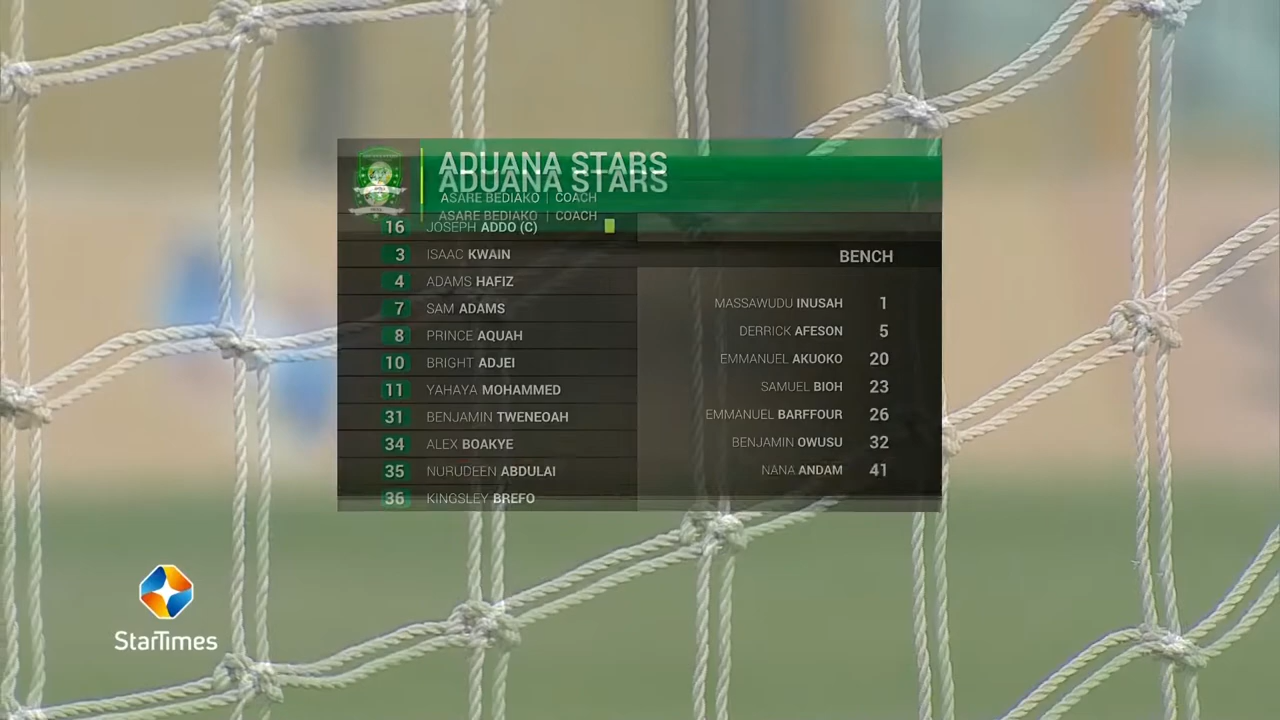 ADUANA STARS
ADUANA STARS
ASARE BEDIAKO | COACH
ASARE BEDIAKO | COACH
16 JOSEPH ADDO (C)
3 ISAAC KWAIN
4 ADAMS HAFIZ
7 SAM ADAMS
8 PRINCE AQUAH
10 BRIGHT ADJEI
11 YAHAYA MOHAMMED
31 BENJAMIN TWENEOAH
34 ALEX BOAKYE
35 NURUDEEN ABDULAI
36 KINGSLEY BREFO
BENCH
MASSAWUDU INUSAH 1
DERRICK AFESON 5
EMMANUEL AKUOKO 20
SAMUEL BIOH 23
EMMANUEL BARFFOUR 26
BENJAMIN OWUSU 32
NANA ANDAM 41
StarTimes